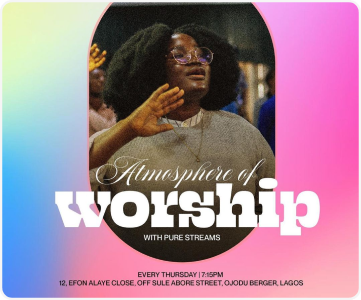 Atmosphere of
worship
WITH PURE STREAMS
EVERY THURSDAY | 7:15PM
12, EFON ALAYE CLOSE, OFF SULE ABORE STREET, OJODU BERGER, LAGOS